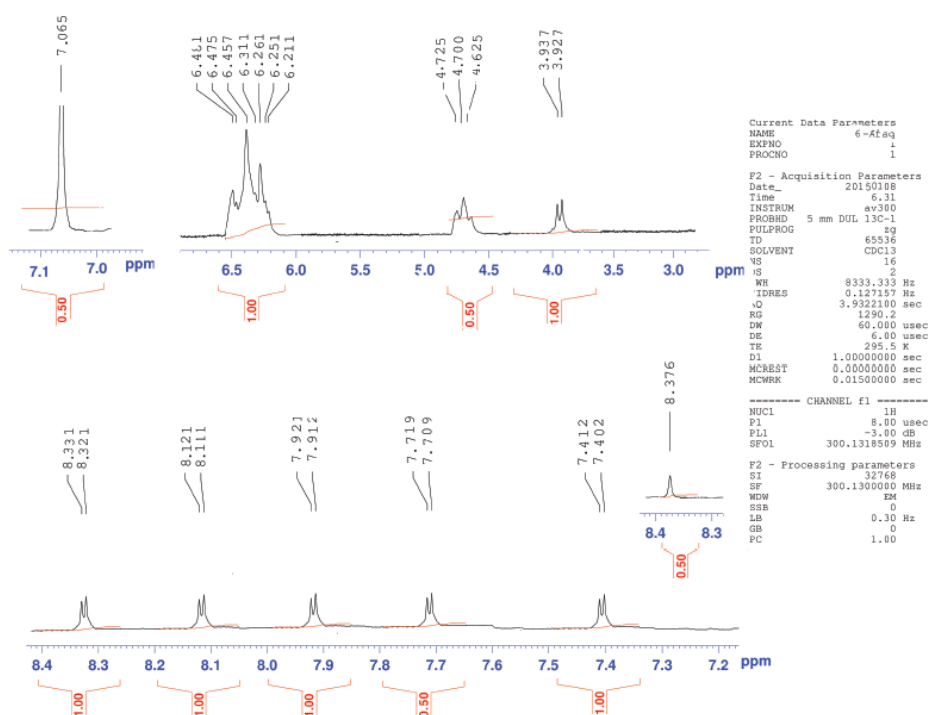 7.065
6.481
6.475
6.457
6.311
6.261
6.251
6.211
4.725
4.700
4.625
3.937
3.927
7.1 7.0 ppm
6.5 6.0 5.5 5.0 4.5 4.0 3.5 3.0 ppm
0.50
1.00
0.50
1.00
Current Data Parameters
NAME
EXPNO
PROCNO 1
F2 - Acquisition Parameters
Date_ 20150108
Time 6.31
INSTRUM av300
PROBHD 5 mm DUL 13C-1
PULPROG zg
TD 65536
SOLVENT CDCl3
16
2
8333.333 Hz
0.127157 Hz
3.9322100 sec
RG 1290.2
DW 60.000 usec
DE 6.00 usec
TE 295.5 K
D1 1.00000000 sec
MCREST 0.00000000 sec
MCWRK 0.01500000 sec
======== CHANNEL f1 ========
NUC1 1H
P1 8.00 usec
PL1 -3.00 dB
SFO1 300.1318509 MHz
F2 - Processing parameters
SI 32768
SF 300.1300000 MHz
WDW EM
SSB 0
LB 0.30 Hz
GB 0
PC 1.00
8.331
8.321
8.121
8.111
7.921
7.912
7.719
7.709
7.412
7.402
8.376
8.4 8.3
0.50
8.4 8.3 8.2 8.1 8.0 7.9 7.8 7.7 7.6 7.5 7.4 7.3 7.2 ppm
1.00
1.00
1.00
0.50
1.00